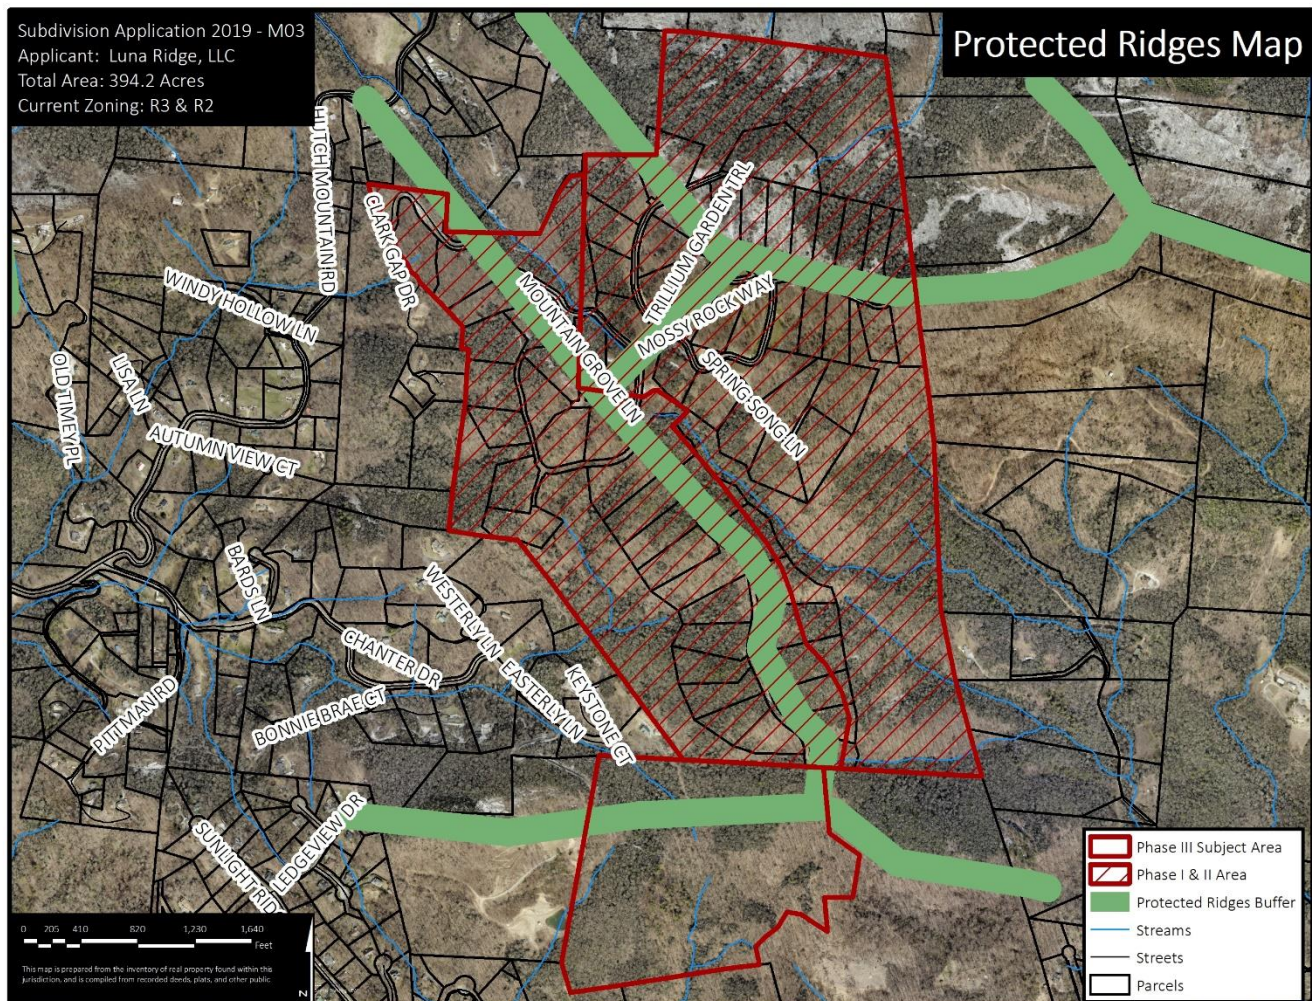 Subdivision Application 2019 - M03
Applicant: Luna Ridge, LLC
Total Area: 394.2 Acres
Current Zoning: R3 & R2
Protected Ridges Map
HUTCH MOUNTAIN RD
CLARK GAP DR
TRILLIUM GARDEN TRL
WINDY HOLLOW LN
MOUNTAIN GROVE LN
MOSSY ROCK WAY
OLD TIMEY PL
LISA LN
SPRING SONG LN
AUTUMN VIEW CT
BARDS LN
WESTERLY LN
CHANTER DR
EASTERLY LN
KEYSTONE CT
PITTMAN RD
BONNIE BRAE CT
LEDGEVIEW DR
SUNLIGHT RIDG
Phase III Subject Area
Phase I & II Area
Protected Ridges Buffer
Streams
Streets
Parcels
0 205 410 820 1,230 1,640
Feet
This map is prepared from the inventory of real property found within this
jurisdiction, and is compiled from recorded deeds, plats, and other public
N